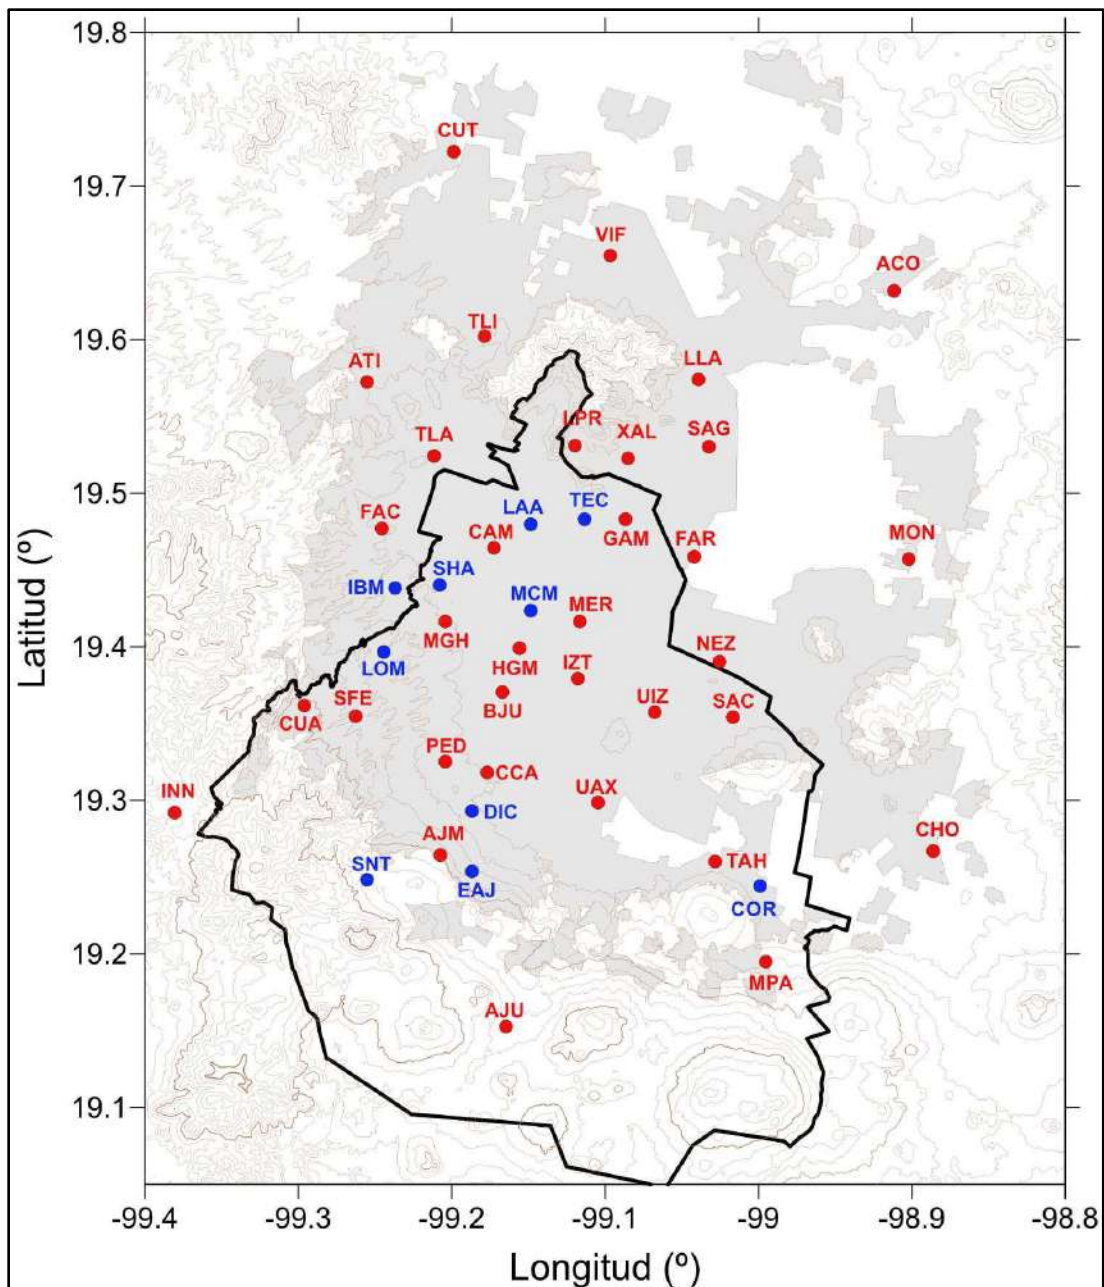 19.8
CUT
19.7
VIF
ACO
TLI
19.6
ATI
LLA
LPR
TLA
XAL
SAG
19.5
LAA
TEC
FAC
CAM
GAM
FAR
MON
SHA
IBM
MCM
MER
MGH
NEZ
19.4
LOM
HGM
IZT
SFE
UIZ
SAC
CUA
BJU
PED
CCA
INN
UAX
19.3
DIC
AJM
CHO
SNT
TAH
EAJ
COR
19.2
MPA
AJU
19.1
Latitud (º)
-99.4 -99.3 -99.2 -99.1 -99 -98.9 -98.8
Longitud (º)